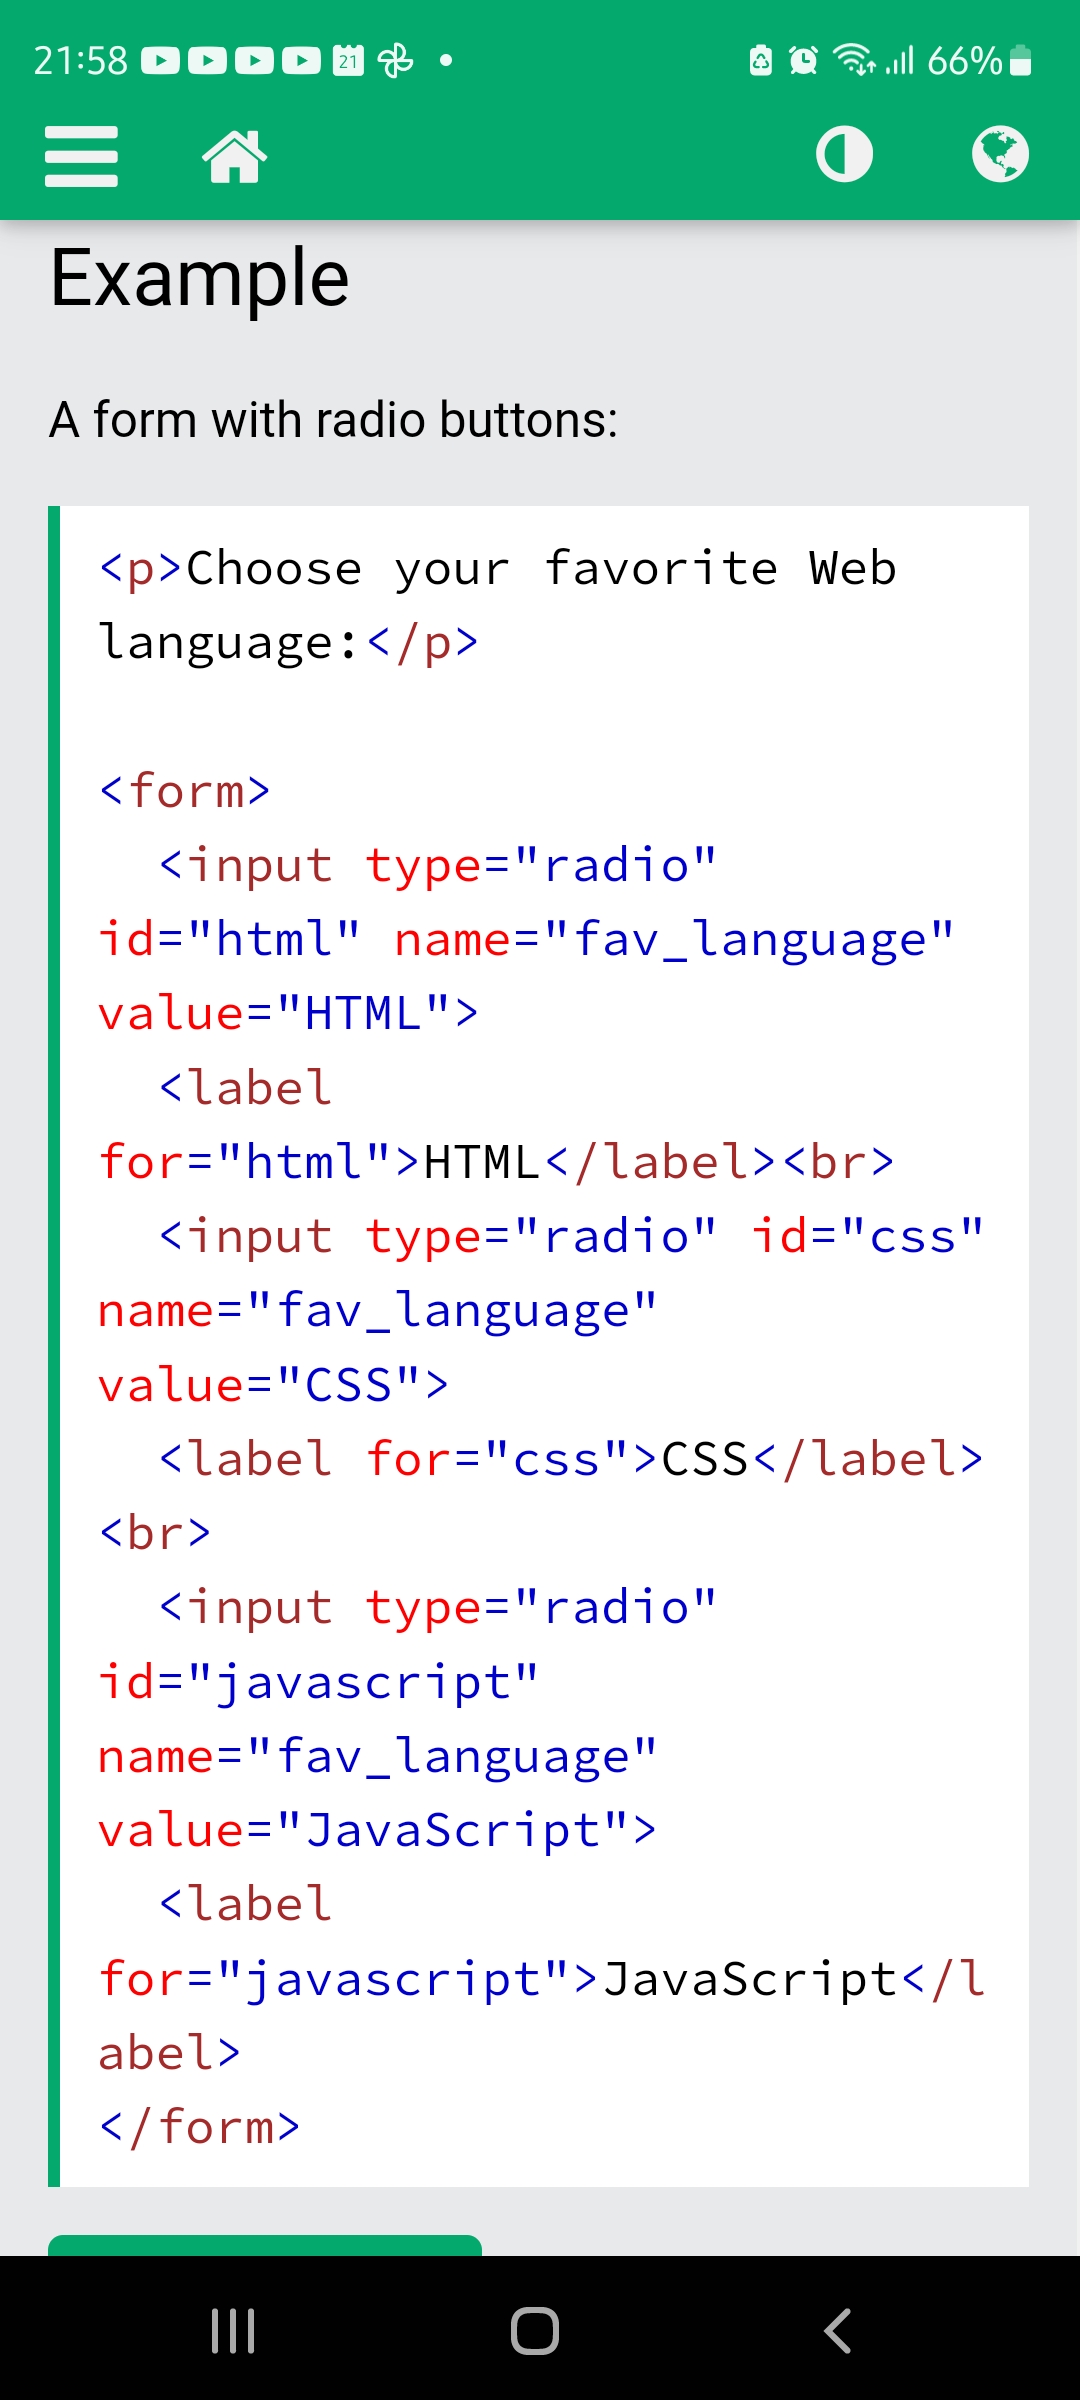 21:58 21 66%
Example
A form with radio buttons:
<p>Choose your favorite Web
language:</p>
<form>
  <input type="radio"
id="html" name="fav_language"
value="HTML">
  <label
for="html">HTML</label><br>
  <input type="radio" id="css"
name="fav_language"
value="CSS">
  <label for="css">CSS</label>
<br>
  <input type="radio"
id="javascript"
name="fav_language"
value="JavaScript">
  <label
for="javascript">JavaScript</l
abel>
</form>